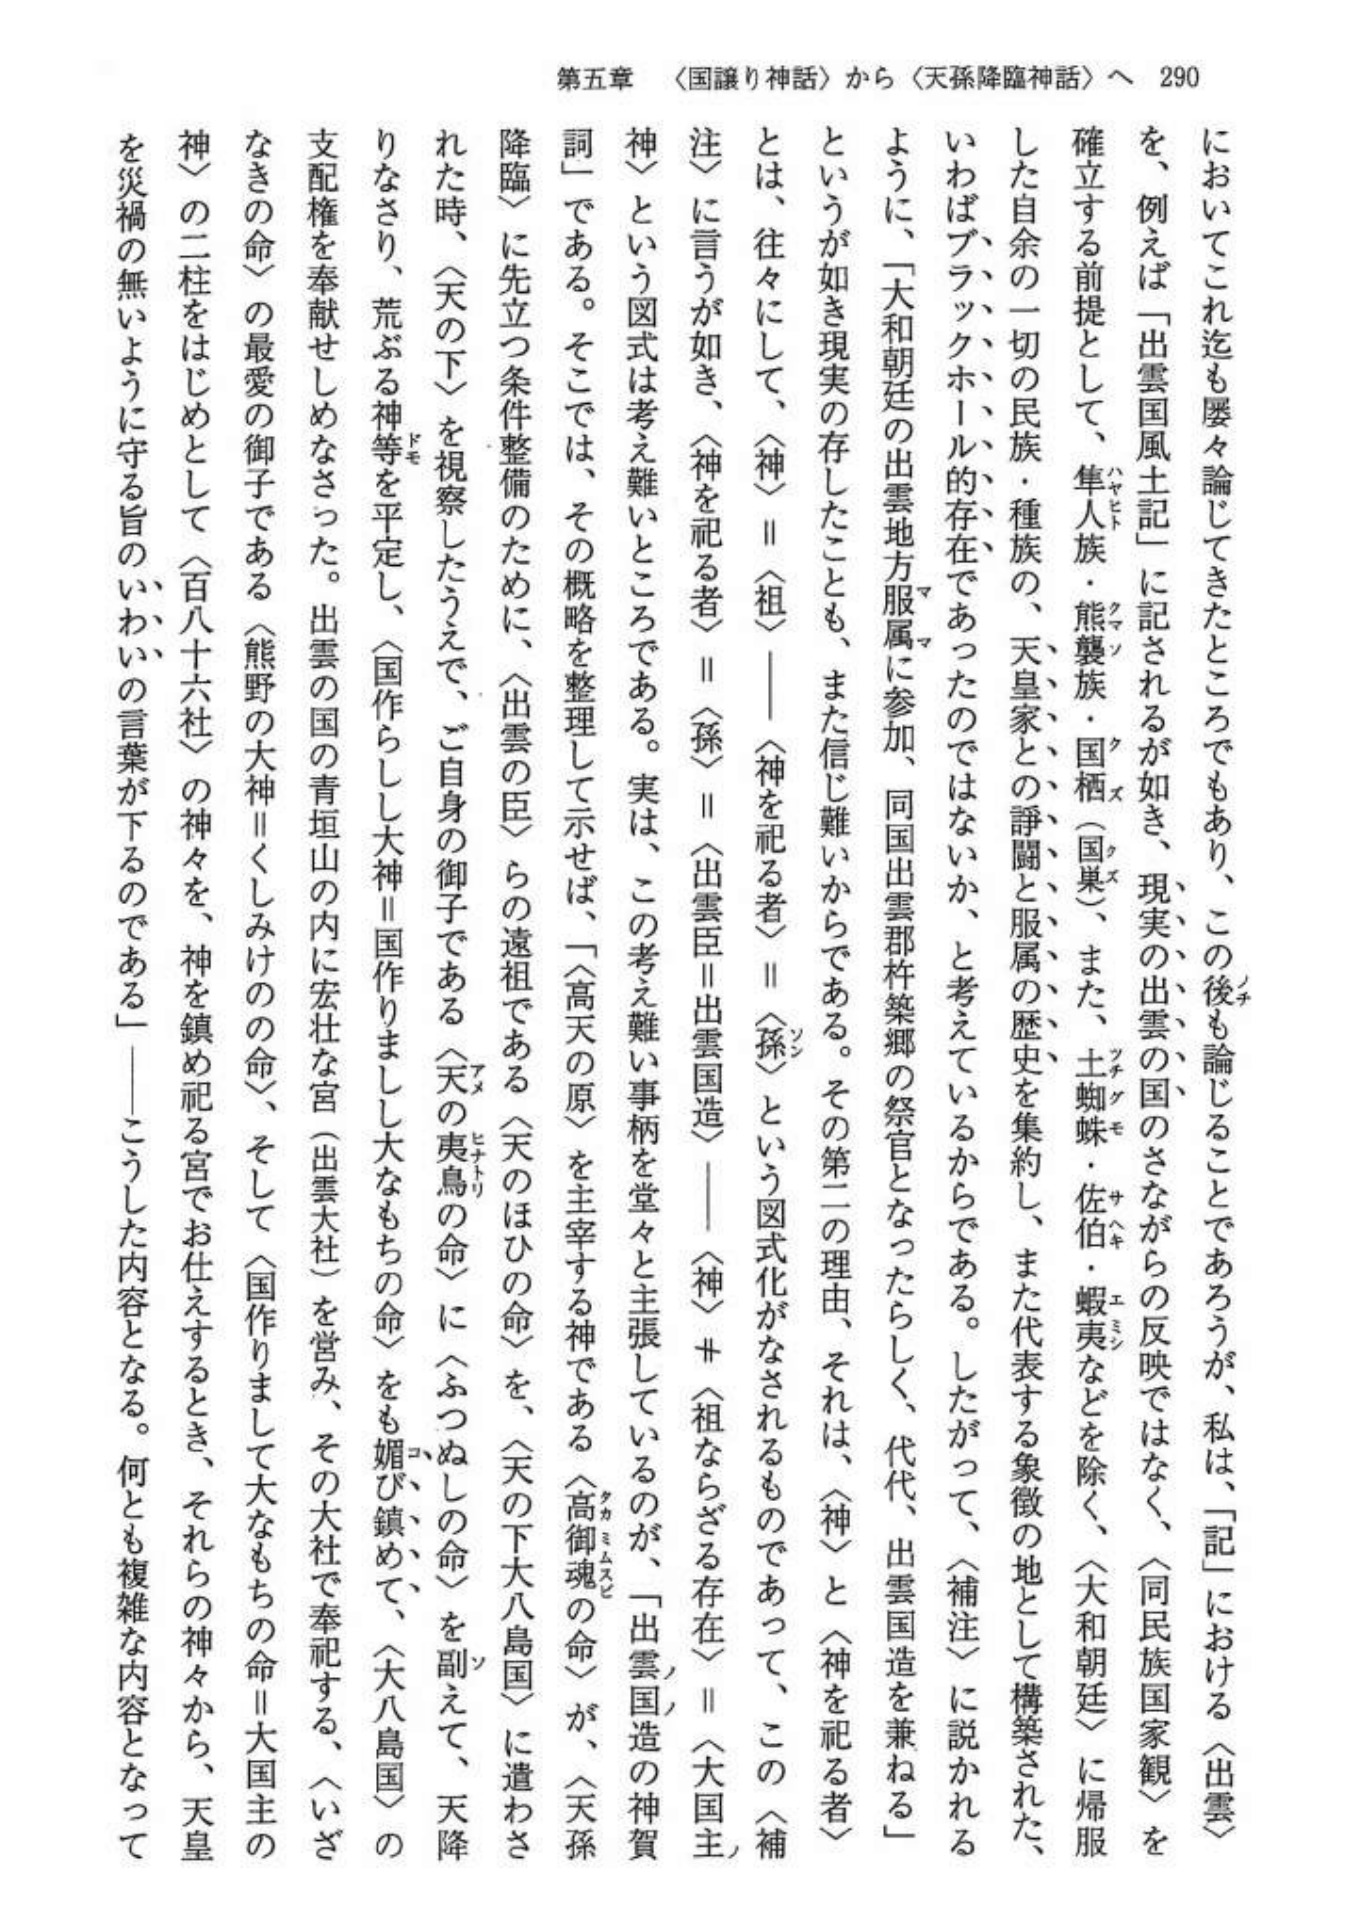 第五章　〈国譲り神話〉から〈天孫降臨神話〉へ　290
においてこれ迄も屡々論じてきたところでもあり、この後も論じることであろうが、私は、「記」における〈出雲〉
を、例えば「出雲国風土記」に記されるが如き、現実の出雲の国のさながらの反映ではなく、〈同民族国家観〉を
確立する前提として、隼人族・熊襲族・国栖（国巣）、また、土蜘蛛・佐伯・蝦夷などを除く、〈大和朝廷〉に帰服
した自余の一切の民族・種族の、天皇家との諍闘と服属の歴史を集約し、また代表する象徴の地として構築された、
いわばブラックホール的存在であったのではないか、と考えているからである。したがって、〈補注〉に説かれる
ように、「大和朝廷の出雲地方服属に参加、同国出雲郡杵築郷の祭官となったらしく、代代、出雲国造を兼ねる」
というが如き現実の存したことも、また信じ難いからである。その第二の理由、それは、〈神〉と〈神を祀る者〉
とは、往々にして、〈神〉＝〈祖〉――〈神を祀る者〉＝〈孫〉という図式化がなされるものであって、この〈補
注〉に言うが如き、〈神を祀る者〉＝〈孫〉＝〈出雲臣＝出雲国造〉――〈神〉≠〈祖ならざる存在〉＝〈大国主
神〉という図式は考え難いところである。実は、この考え難い事柄を堂々と主張しているのが、「出雲国造の神賀
詞」である。そこでは、その概略を整理して示せば、「〈高天の原〉を主宰する神である〈高御魂の命〉が、〈天孫
降臨〉に先立つ条件整備のために、〈出雲の臣〉らの遠祖である〈天のほひの命〉を、〈天の下大八島国〉に遣わさ
れた時、〈天の下〉を視察したうえで、ご自身の御子である〈天の夷鳥の命〉に〈ふつぬしの命〉を副えて、天降
りなさり、荒ぶる神等を平定し、〈国作らしし大神＝国作りましし大なもちの命〉をも媚び鎮めて、〈大八島国〉の
支配権を奉献せしめなさった。出雲の国の青垣山の内に宏壮な宮（出雲大社）を営み、その大社で奉祀する、〈いざ
なきの命〉の最愛の御子である〈熊野の大神＝くしみけのの命〉、そして〈国作りまして大なもちの命＝大国主の
神〉の二柱をはじめとして〈百八十六社〉の神々を、神を鎮め祀る宮でお仕えするとき、それらの神々から、天皇
を災禍の無いように守る旨のいわいの言葉が下るのである」――こうした内容となる。何とも複雑な内容となって